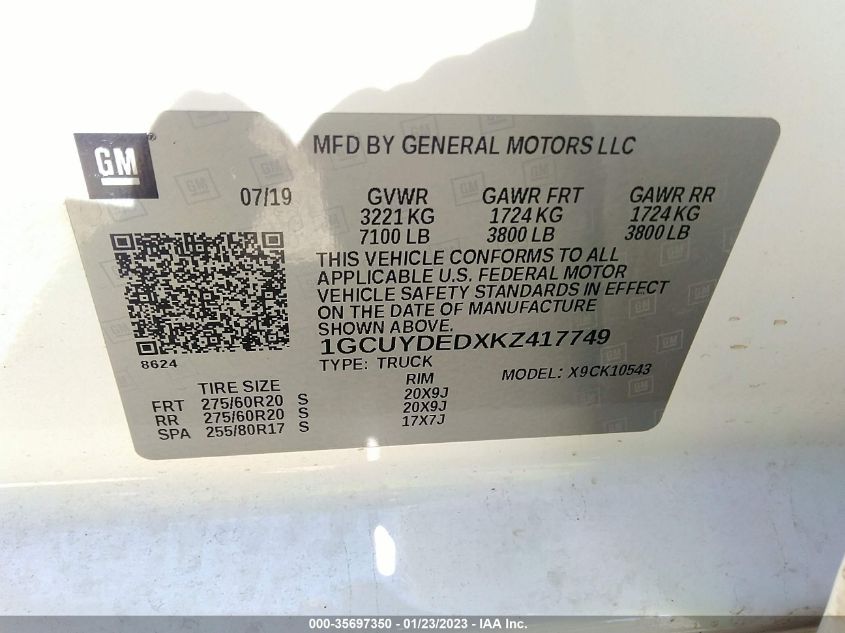 GM®
MFD BY GENERAL MOTORS LLC
07/19 GVWR GAWR FRT GAWR RR
3221 KG 1724 KG 1724 KG
7100 LB 3800 LB 3800 LB
THIS VEHICLE CONFORMS TO ALL
APPLICABLE U.S. FEDERAL MOTOR
VEHICLE SAFETY STANDARDS IN EFFECT
ON THE DATE OF MANUFACTURE
SHOWN ABOVE.
1GCUYDEDXKZ417749
8624 TYPE: TRUCK MODEL: X9CK10543
TIRE SIZE RIM
FRT 275/60R20 S 20X9J
RR 275/60R20 S 20X9J
SPA 255/80R17 S 17X7J
000-35697350 / 01/23/2023 - IAA Inc.